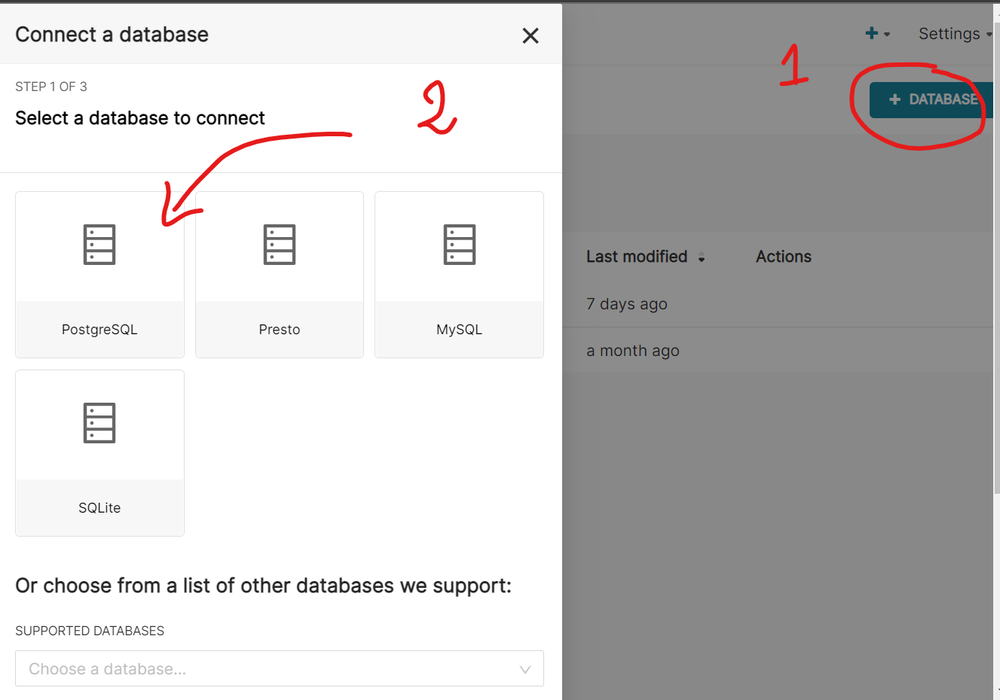 Connect a database
STEP 1 OF 3
Select a database to connect
2
PostgreSQL
Presto
MySQL
SQLite
Or choose from a list of other databases we support:
SUPPORTED DATABASES
Choose a database...
+ Settings
1
+ DATABASE
Last modified Actions
7 days ago
a month ago